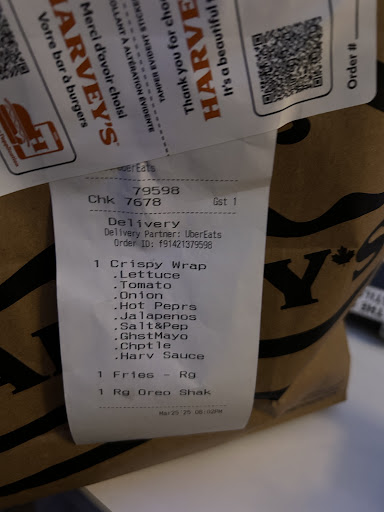 Merci d'avoir choisi
HARVEY'S
Votre bar à burgers
Thank you for cho
HARVE
It's a beautifu
Order #
UberEats
79598
Chk 7678 Gst 1
Delivery
Delivery Partner: UberEats
Order ID: f91421379598
1 Crispy Wrap
.Lettuce
.Tomato
.Onion
.Hot Peprs
.Jalapenos
.Salt&Pep
.GhstMayo
.Chptle
.Harv Sauce
1 Fries - Rg
1 Rg Oreo Shak
Y'S